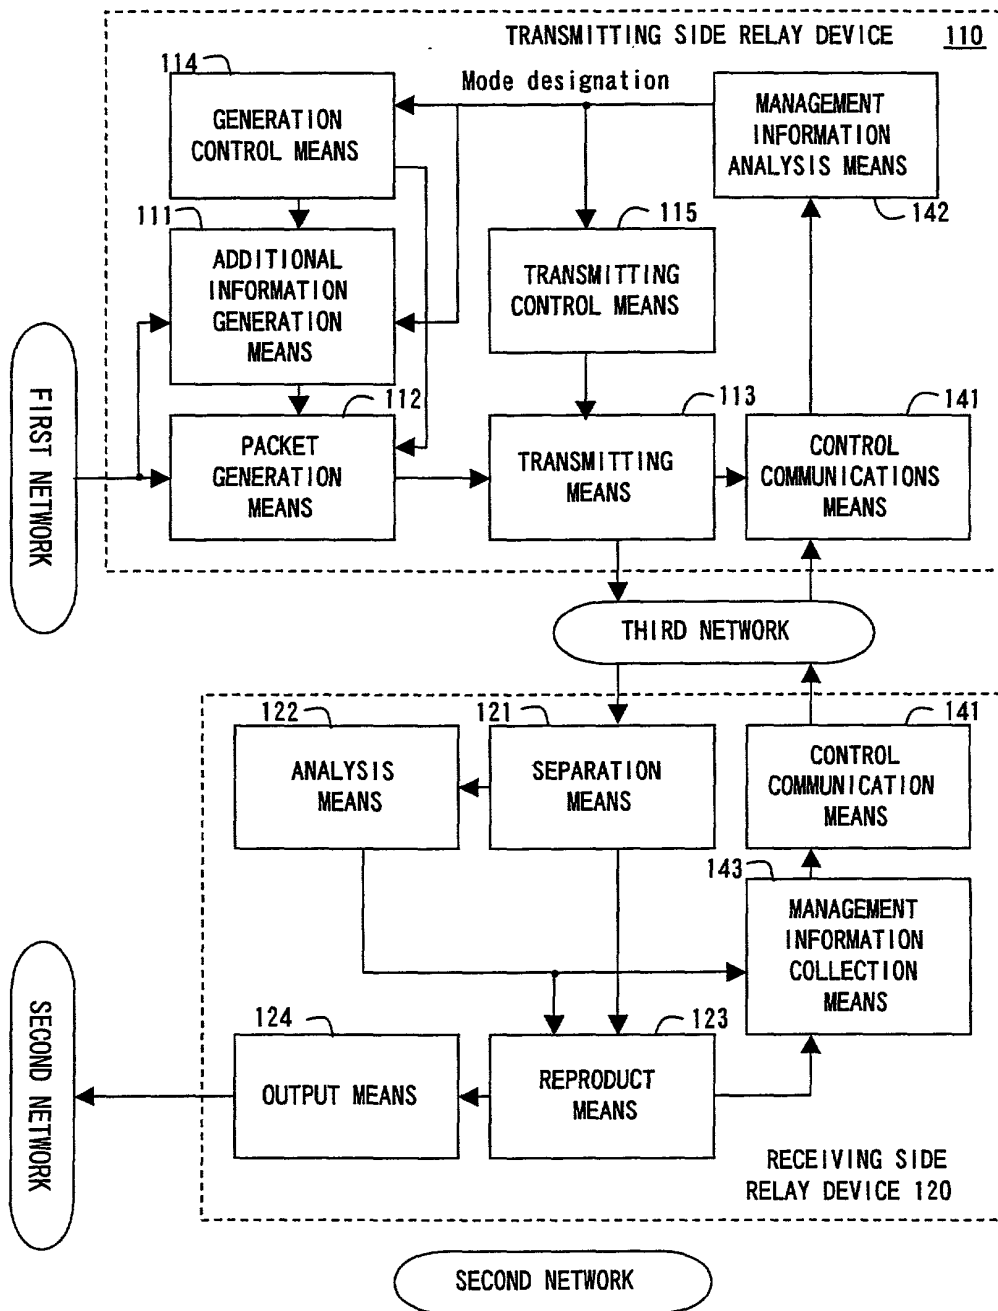 TRANSMITTING SIDE RELAY DEVICE 110
114
Mode designation
GENERATION
CONTROL MEANS
MANAGEMENT
INFORMATION
ANALYSIS MEANS
142
111
ADDITIONAL
INFORMATION
GENERATION
MEANS
115
TRANSMITTING
CONTROL MEANS
FIRST NETWORK
112
PACKET
GENERATION
MEANS
113
TRANSMITTING
MEANS
141
CONTROL
COMMUNICATIONS
MEANS
THIRD NETWORK
122
ANALYSIS
MEANS
121
SEPARATION
MEANS
141
CONTROL
COMMUNICATION
MEANS
143
MANAGEMENT
INFORMATION
COLLECTION
MEANS
SECOND NETWORK
124
OUTPUT MEANS
123
REPRODUCT
MEANS
RECEIVING SIDE
RELAY DEVICE 120
SECOND NETWORK